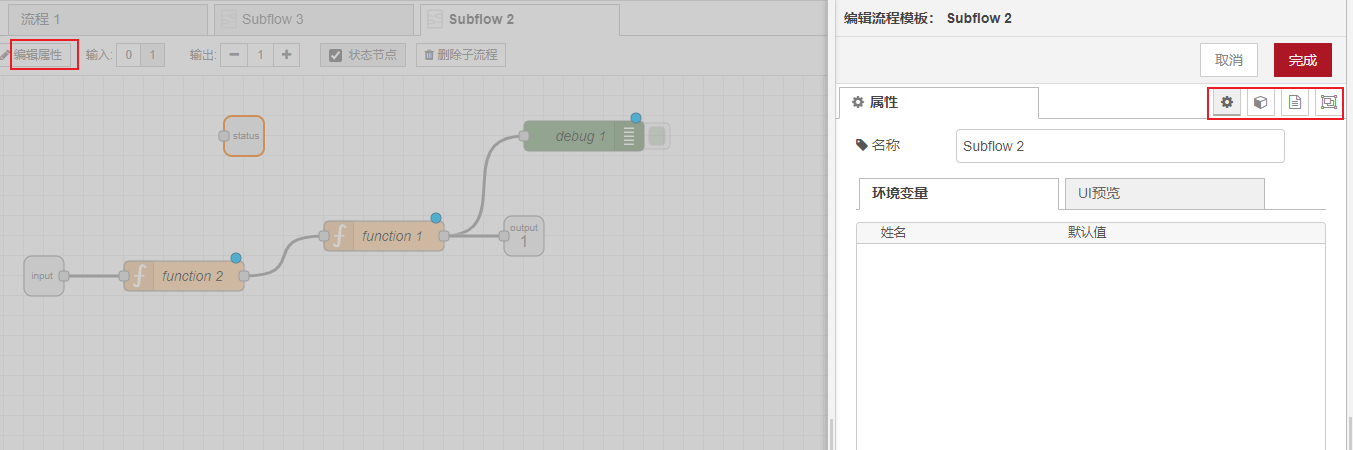 流程 1
Subflow 3
Subflow 2
编辑属性
输入:
0
1
输出:
1
状态节点
删除子流程
status
debug 1
function 1
output
1
input
function 2
编辑流程模板： Subflow 2
取消
完成
属性
名称
Subflow 2
环境变量
UI预览
姓名
默认值